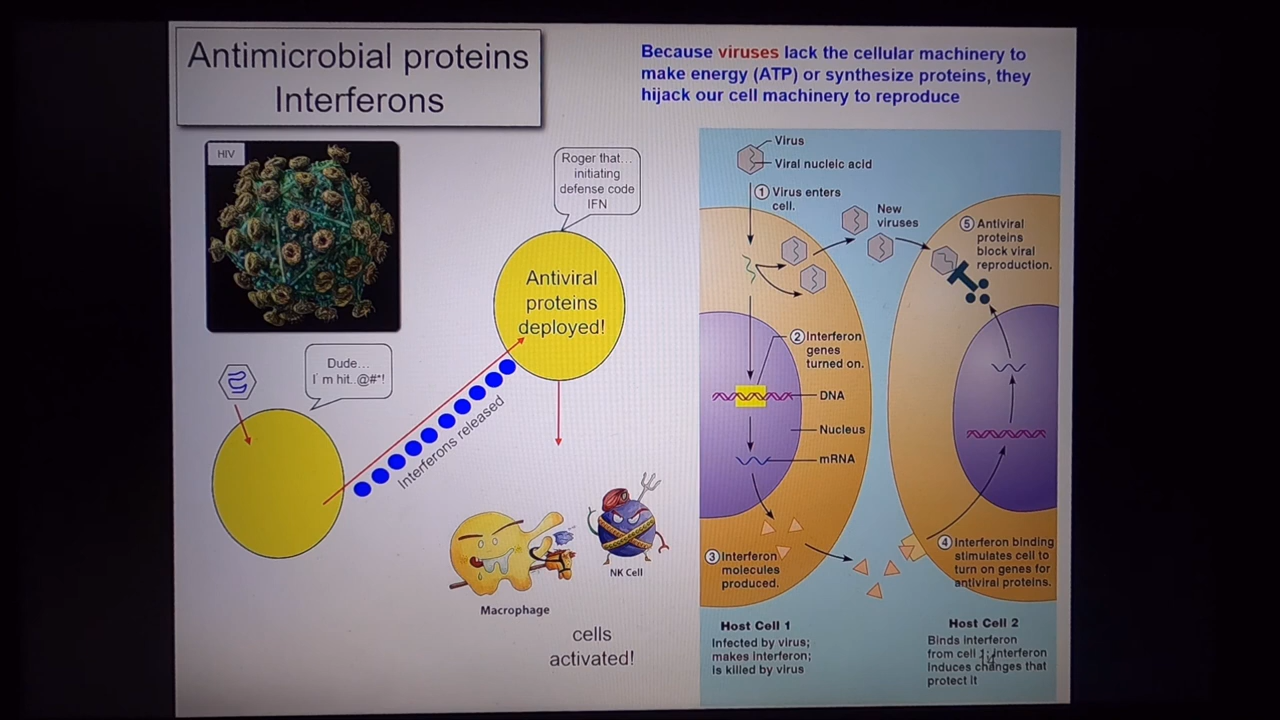 Antimicrobial proteins
Interferons
Because viruses lack the cellular machinery to
make energy (ATP) or synthesize proteins, they
hijack our cell machinery to reproduce
HIV
Roger that...
initiating
defense code
IFN
Antiviral
proteins
deployed!
Dude...
I'm hit..@#*!
Interferons released
Macrophage
NK Cell
cells
activated!
Virus
Viral nucleic acid
1 Virus enters
cell.
New
viruses
5 Antiviral
proteins
block viral
reproduction.
2 Interferon
genes
turned on.
DNA
Nucleus
mRNA
3 Interferon
molecules
produced.
4 Interferon binding
stimulates cell to
turn on genes for
antiviral proteins.
Host Cell 1
Infected by virus;
makes interferon;
is killed by virus
Host Cell 2
Binds interferon
from cell 1; interferon
induces changes that
protect it